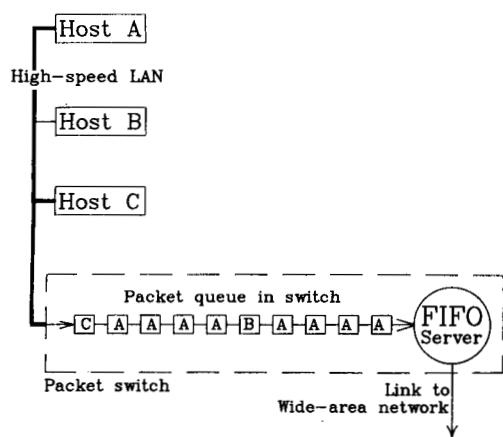 Host A
High-speed LAN
Host B
Host C
Packet queue in switch
C A A A A B A A A A
FIFO
Server
Packet switch
Link to
Wide-area network